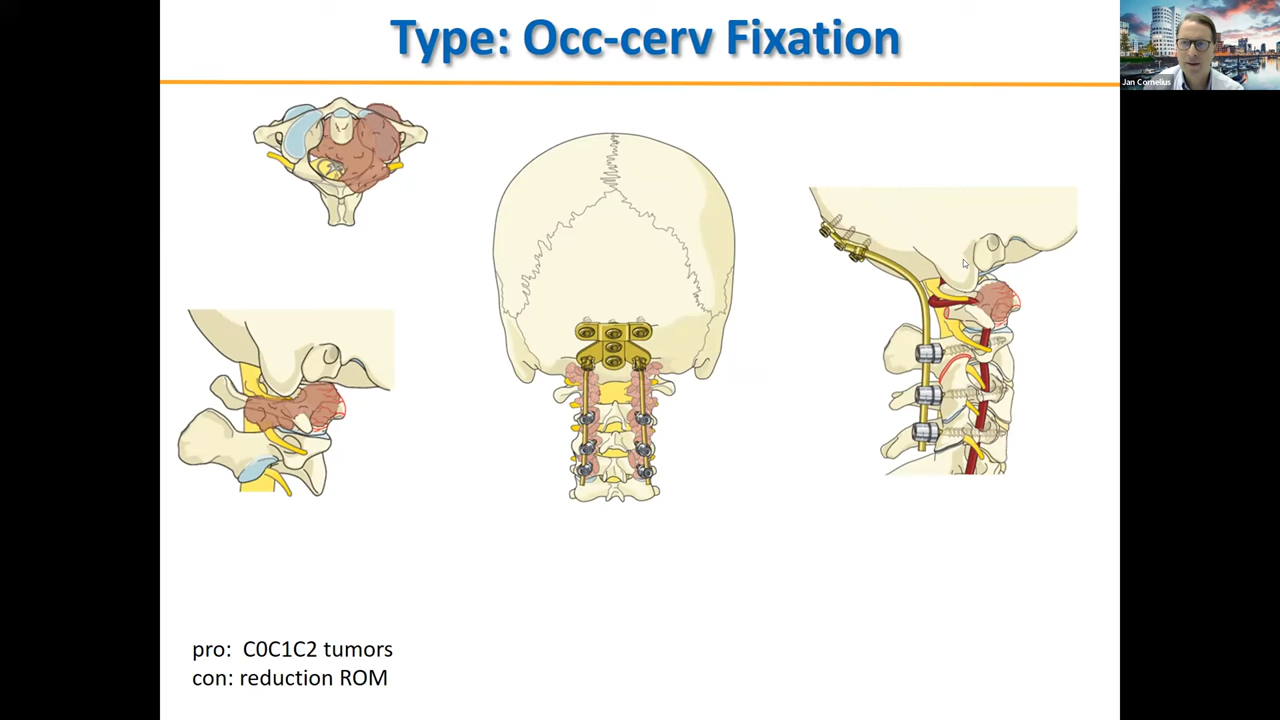 Type: Occ-cerv Fixation
Jan Cornelius
pro:  C0C1C2 tumors
con: reduction ROM